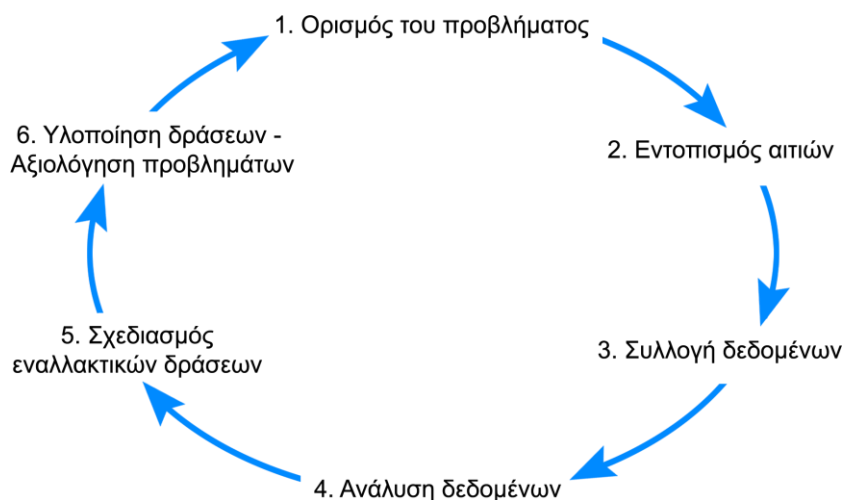 1. Ορισμός του προβλήματος
2. Εντοπισμός αιτιών
3. Συλλογή δεδομένων
4. Ανάλυση δεδομένων
5. Σχεδιασμός
εναλλακτικών δράσεων
6. Υλοποίηση δράσεων -
Αξιολόγηση προβλημάτων